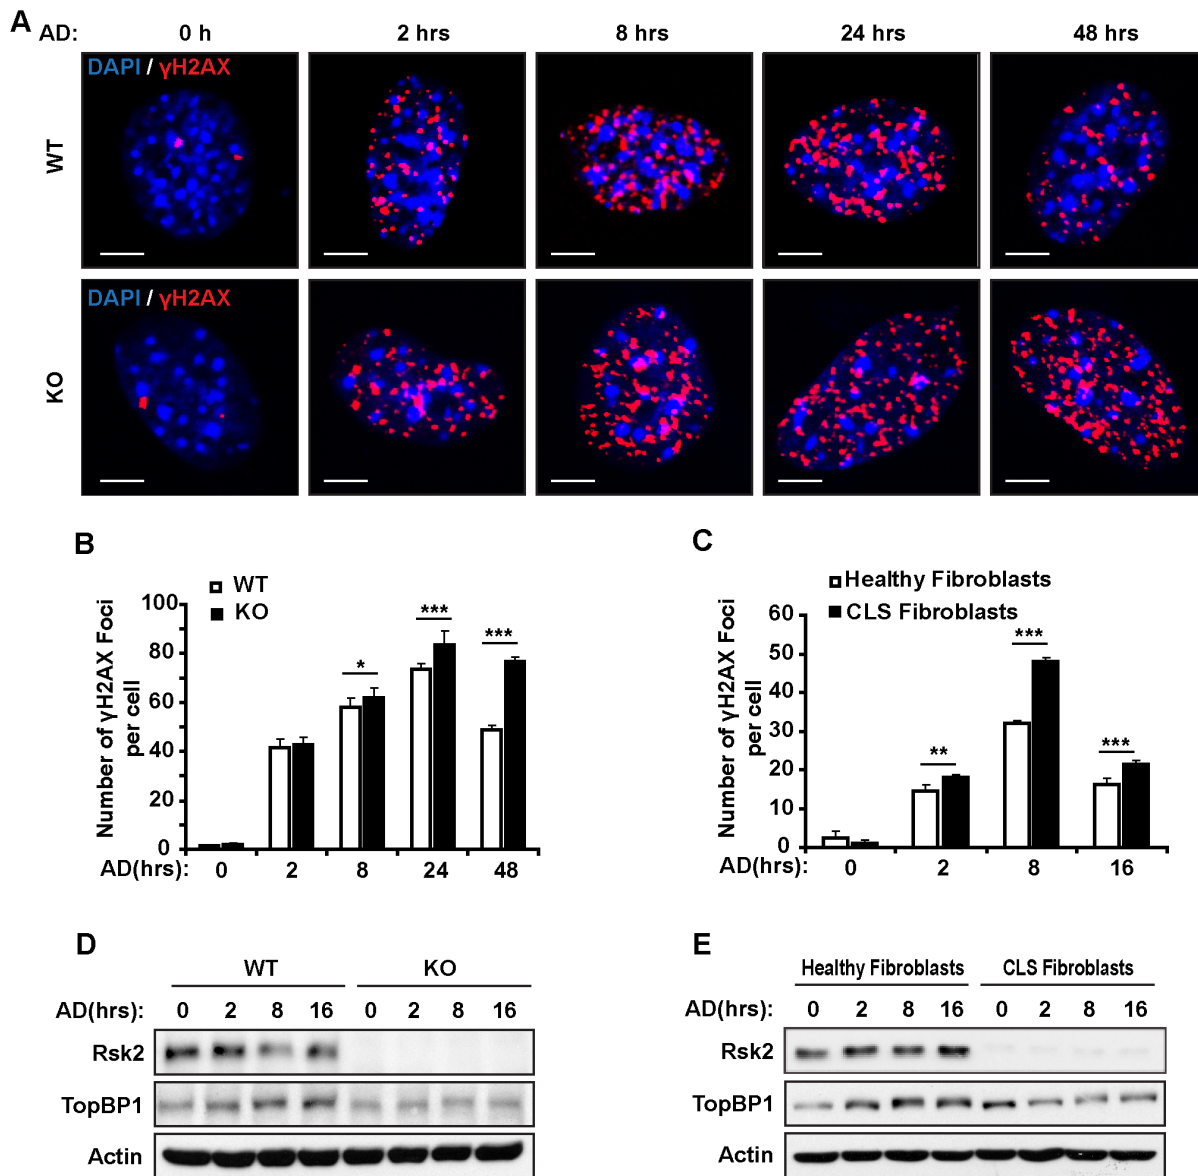 A
AD: 0 h 2 hrs 8 hrs 24 hrs 48 hrs
DAPI / γH2AX
WT
DAPI / γH2AX
KO
B
WT
KO
Number of γH2AX Foci
per cell
100
80
60
40
20
0
*
***
***
AD(hrs): 0 2 8 24 48
C
Healthy Fibroblasts
CLS Fibroblasts
Number of γH2AX Foci
per cell
60
50
40
30
20
10
0
**
***
***
AD(hrs): 0 2 8 16
D
WT KO
AD(hrs): 0 2 8 16 0 2 8 16
Rsk2
TopBP1
Actin
E
Healthy Fibroblasts CLS Fibroblasts
AD(hrs): 0 2 8 16 0 2 8 16
Rsk2
TopBP1
Actin